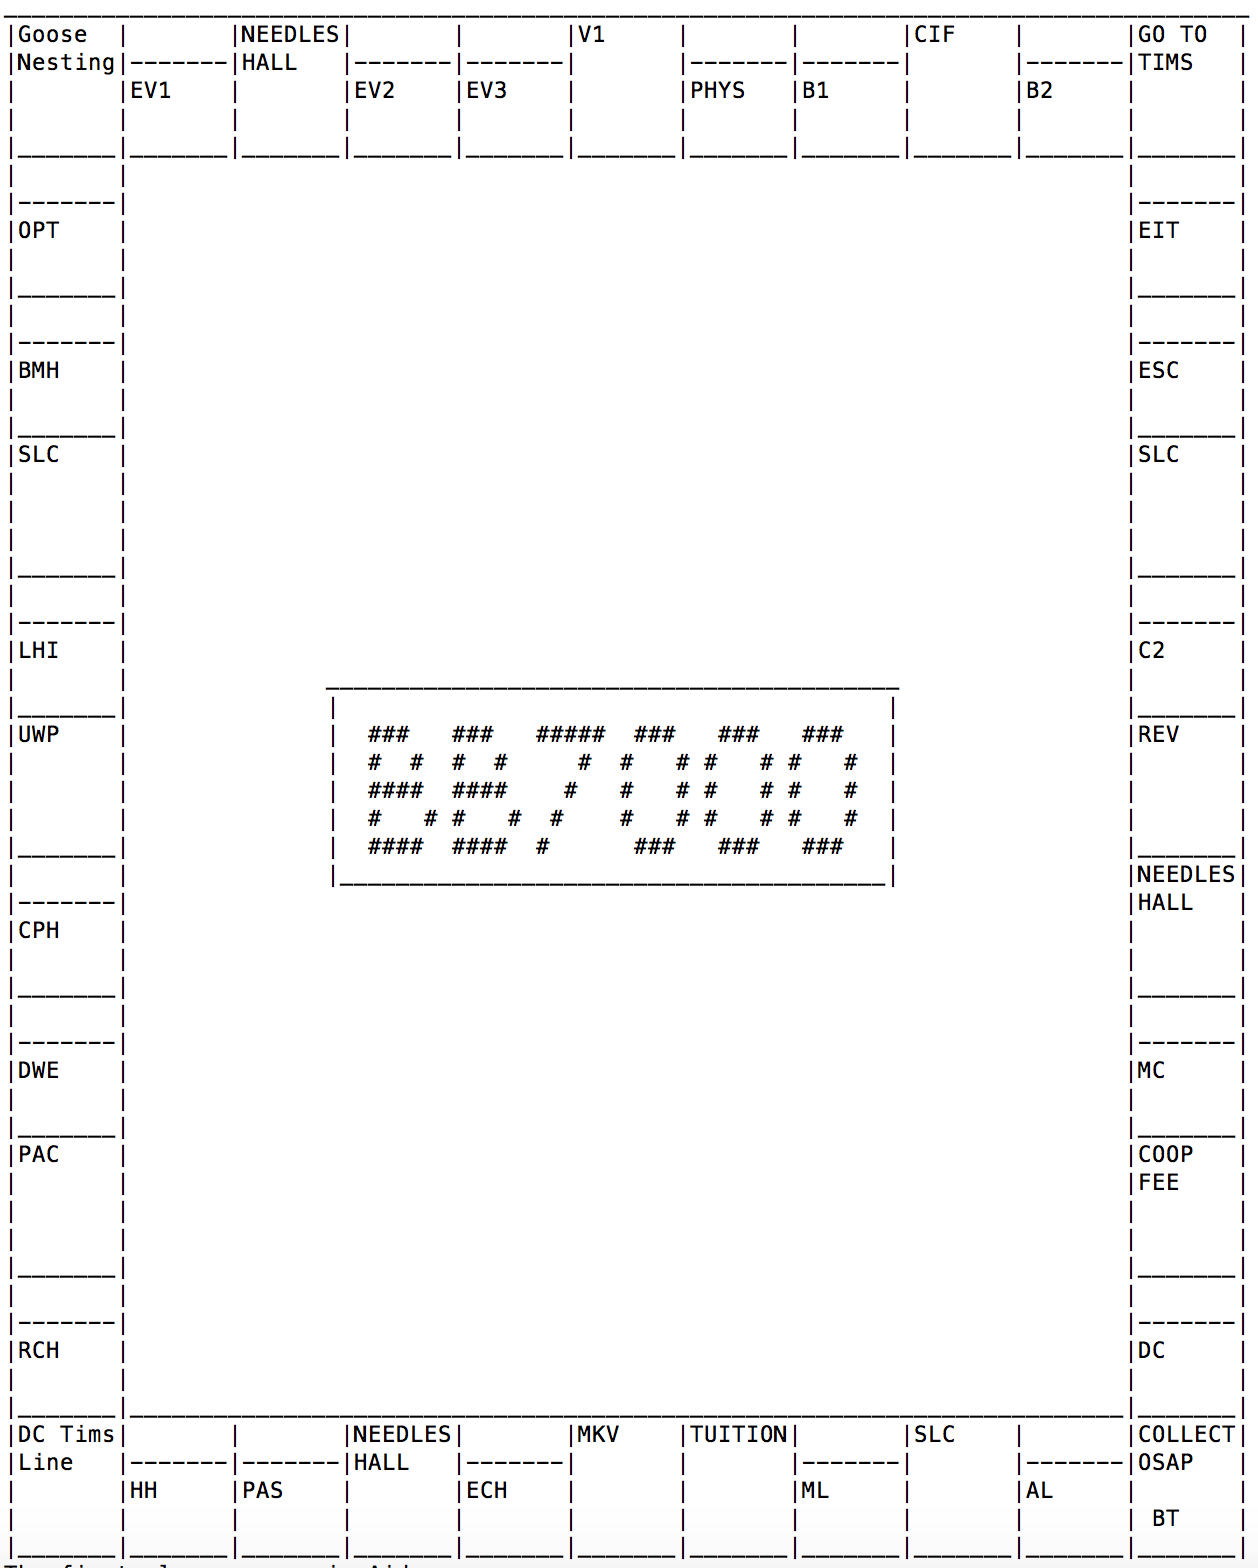 Goose NEEDLES V1 CIF GO TO
Nesting HALL TIMS
EV1 EV2 EV3 PHYS B1 B2
OPT EIT
BMH ESC
SLC SLC
LHI C2
UWP REV
BB7000
NEEDLES
HALL
CPH
DWE MC
PAC COOP
FEE
RCH DC
DC Tims NEEDLES MKV TUITION SLC COLLECT
Line HALL OSAP
HH PAS ECH ML AL
BT